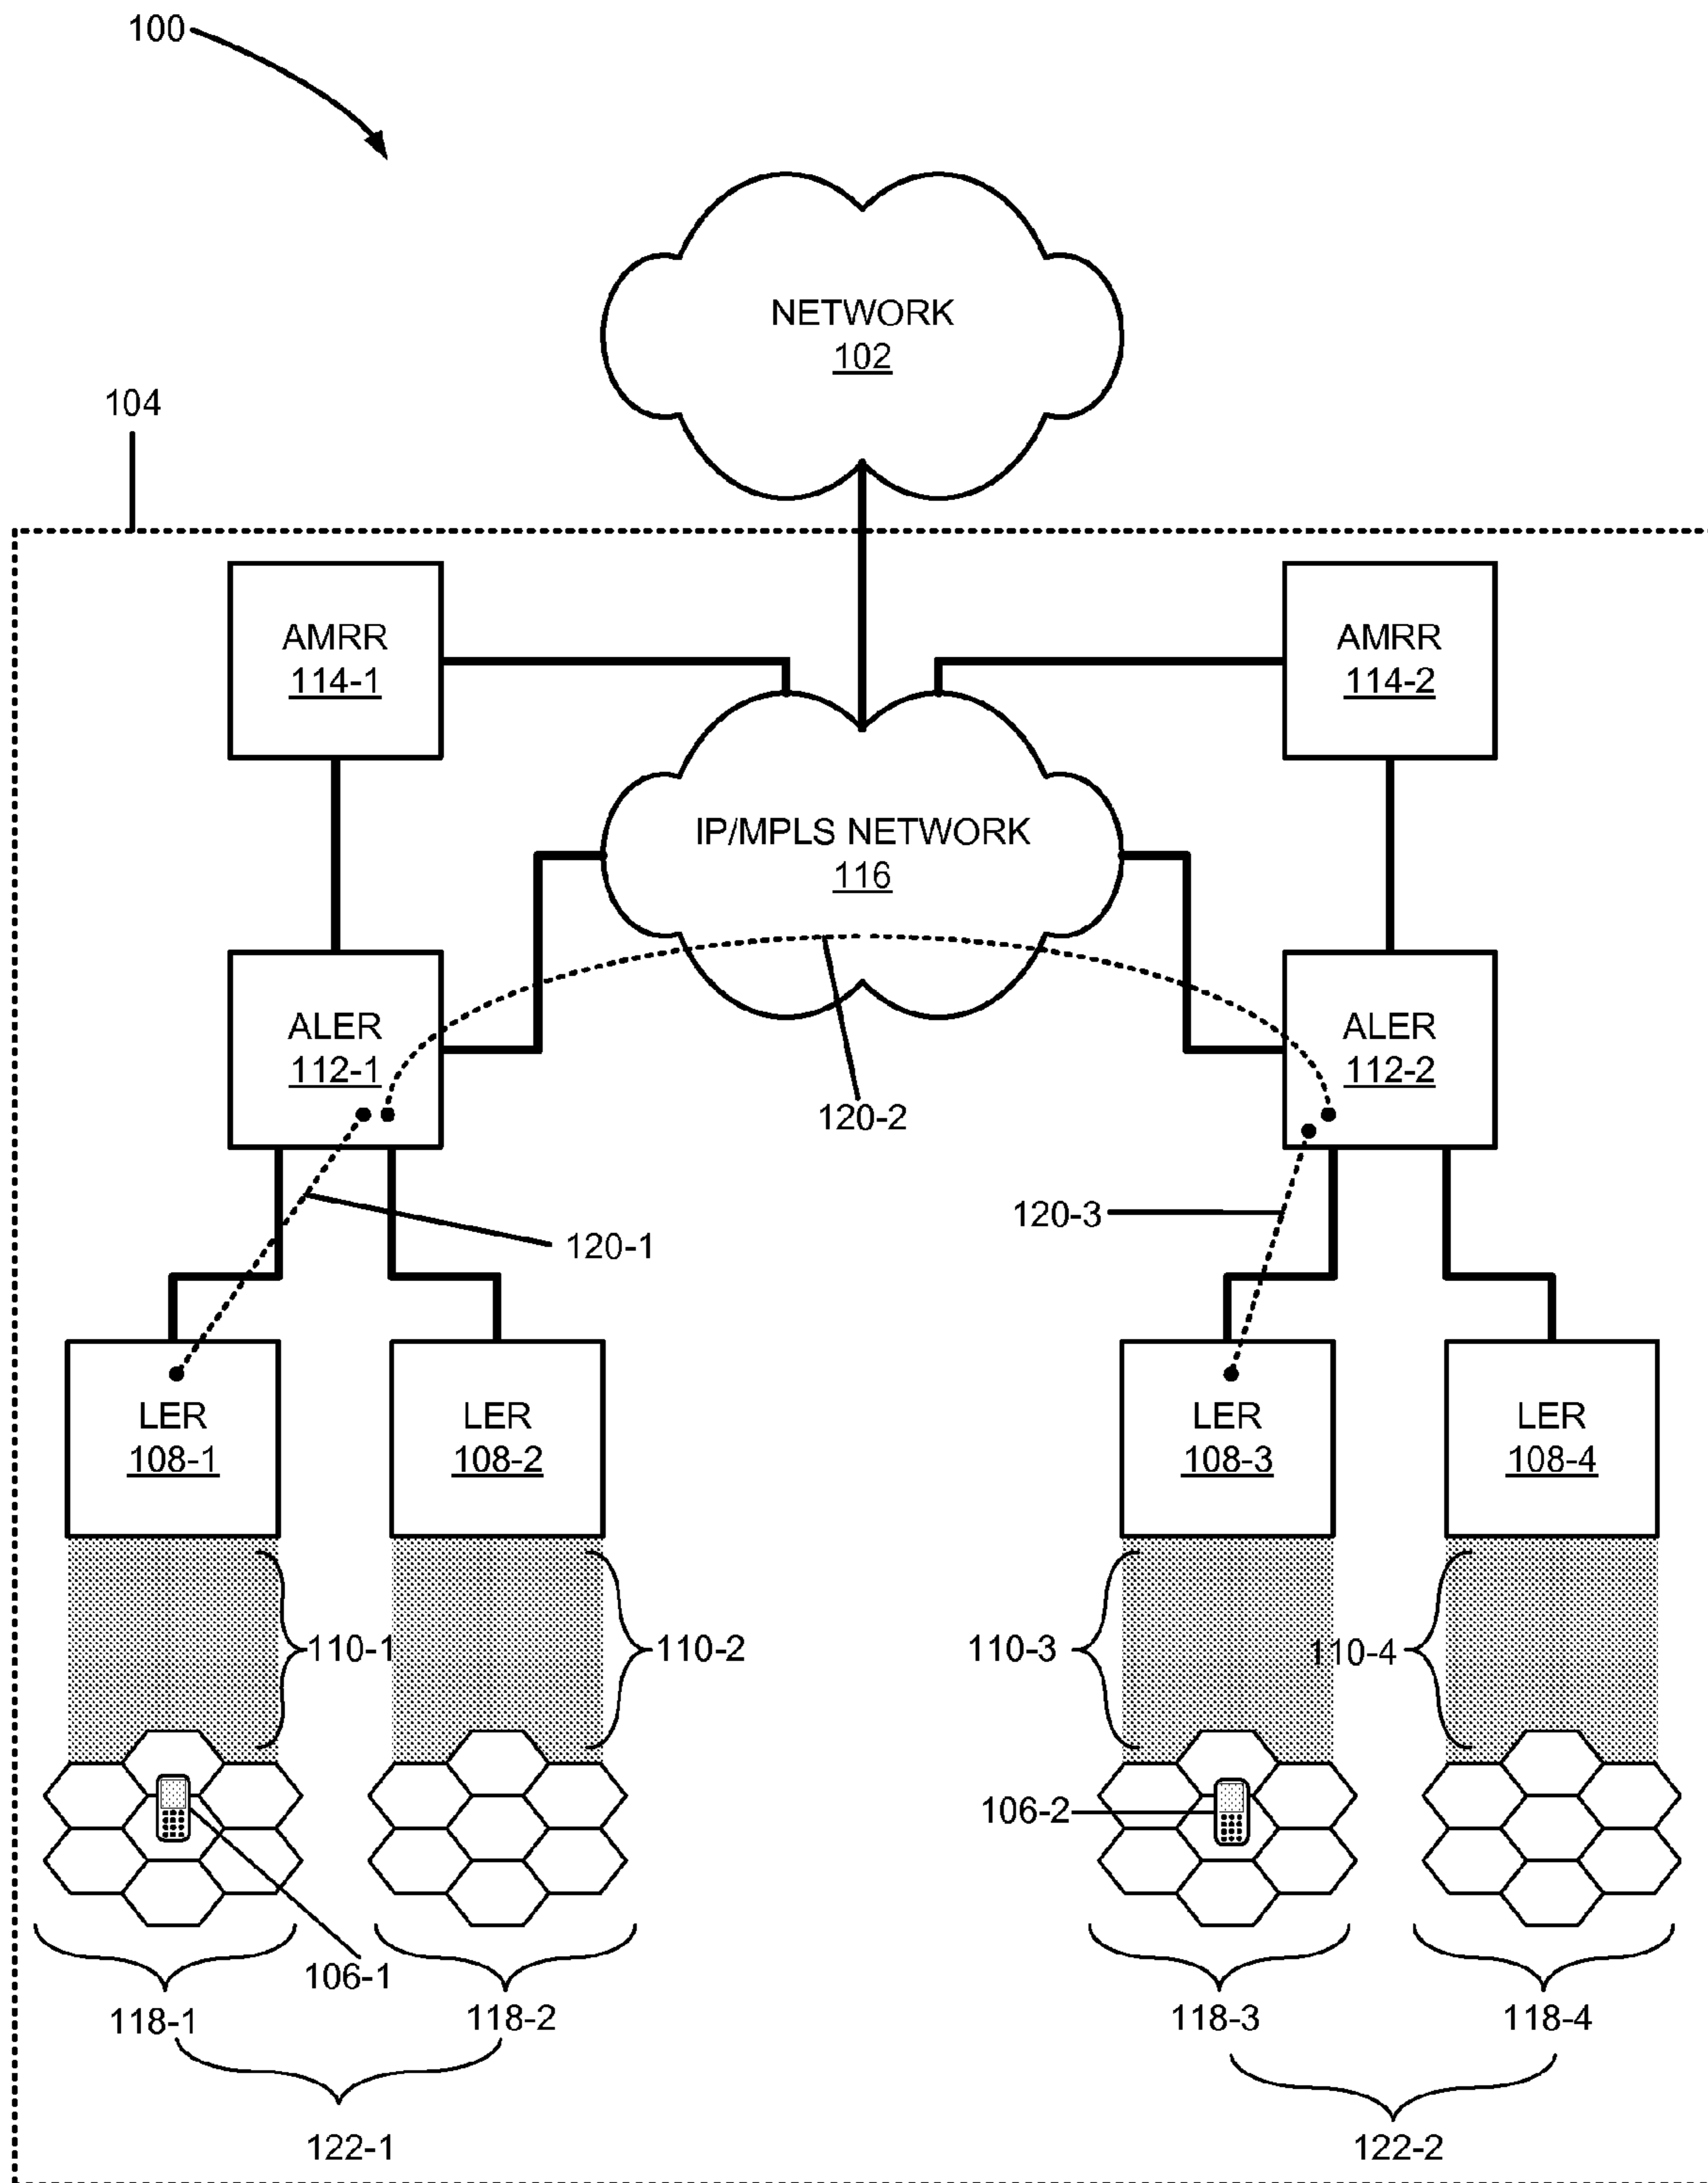 100
NETWORK
102
104
AMRR
114-1
AMRR
114-2
IP/MPLS NETWORK
116
ALER
112-1
ALER
112-2
120-2
120-1
120-3
LER
108-1
LER
108-2
LER
108-3
LER
108-4
110-1
110-2
110-3
110-4
106-2
106-1
118-1
118-2
118-3
118-4
122-1
122-2